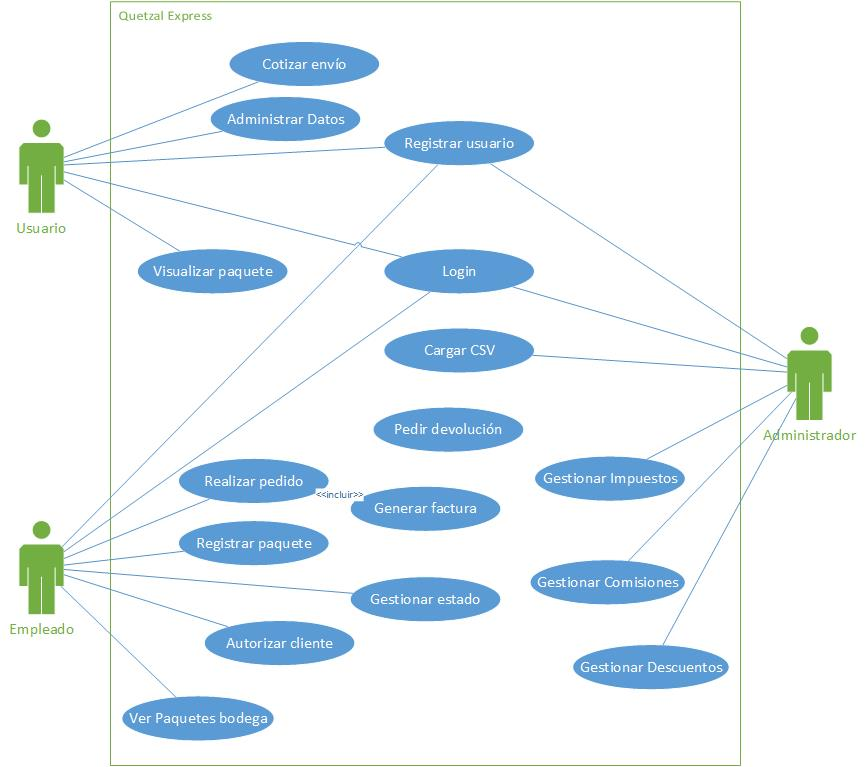 Quetzal Express
Cotizar envío
Administrar Datos
Registrar usuario
Usuario
Visualizar paquete
Login
Cargar CSV
Administrador
Pedir devolución
Gestionar Impuestos
Realizar pedido
<<incluir>>
Generar factura
Registrar paquete
Gestionar Comisiones
Gestionar estado
Empleado
Autorizar cliente
Gestionar Descuentos
Ver Paquetes bodega